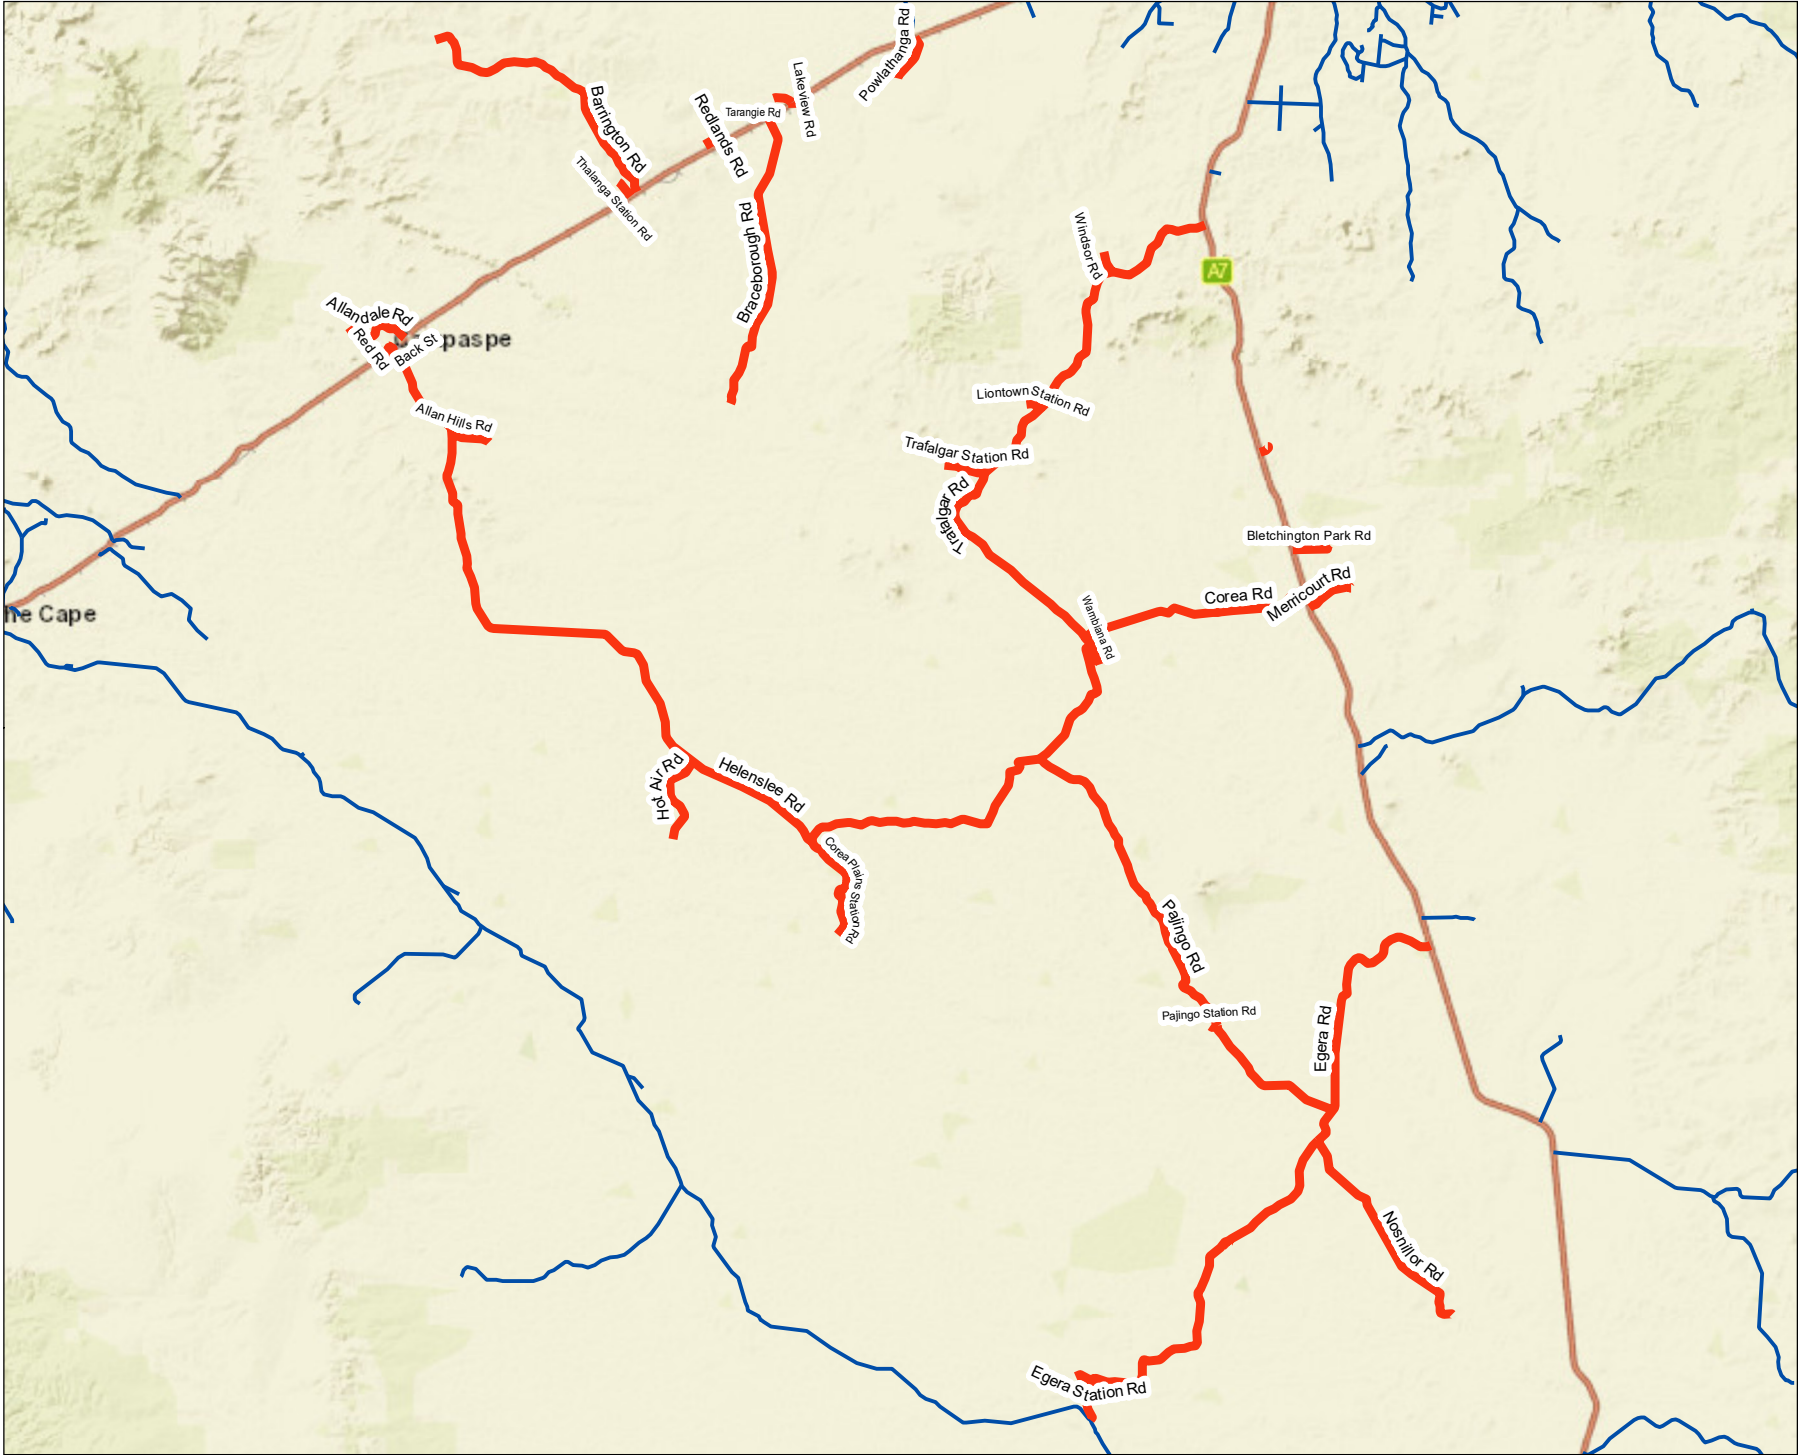 Powlathanga Rd
Lakeview Rd
Tarangie Rd
Redlands Rd
Barrington Rd
Thalanga Station Rd
Braceborough Rd
Windsor Rd
A7
Allandale Rd
Red Rd
Back St
Allan Hills Rd
Liontown Station Rd
Trafalgar Station Rd
Trafalgar Rd
Bletchington Park Rd
Corea Rd
Merricourt Rd
he Cape
Wambiana Rd
Hot Air Rd
Helenslee Rd
Corea Plains Station Rd
Pajingo Rd
Pajingo Station Rd
Egera Rd
Nosnillor Rd
Egera Station Rd